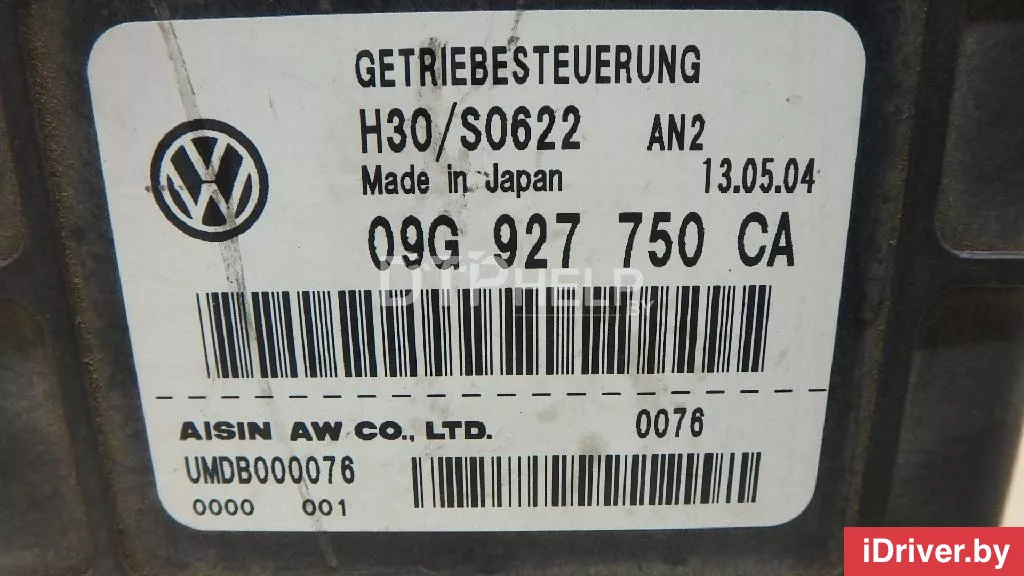 GETRIEBESTEUERUNG
H30/S0622 AN2
Made in Japan 13.05.04
09G 927 750 CA
DTPHELP.BY
AISIN AW CO., LTD. 0076
UMDB000076
0000 001
iDriver.by